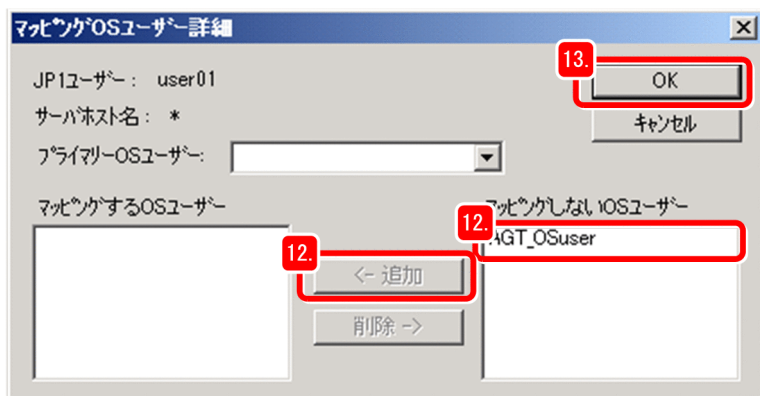 マッピングOSユーザー詳細
13.
JP1ユーザー: user01
OK
サーバホスト名: *
キャンセル
プライマリーOSユーザー:
マッピングするOSユーザー
マッピングしないOSユーザー
12.
AGT_OSuser
12.
<- 追加
削除 ->